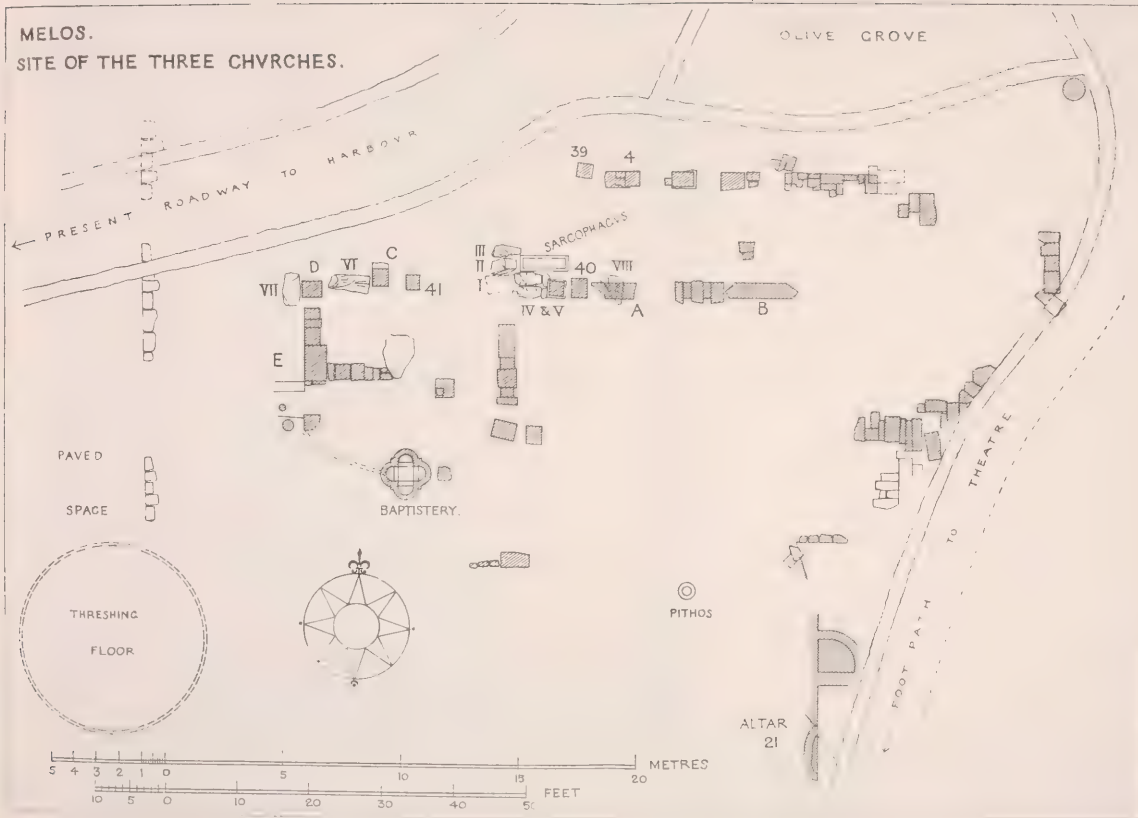 MELOS.
SITE OF THE THREE CHVRCHES.
OLIVE GROVE
← PRESENT ROADWAY TO HARBOVR
39
4
SARCOPHAGVS
III
II
I
IV & V
40
VIII
A
B
VII
D
VI
C
41
E
PAVED
SPACE
BAPTISTERY.
FOOT PATH TO THEATRE
THRESHING
FLOOR
PITHOS
ALTAR
21
5 4 3 2 1 0 5 10 15 20 METRES
10 5 0 10 20 30 40 50 FEET